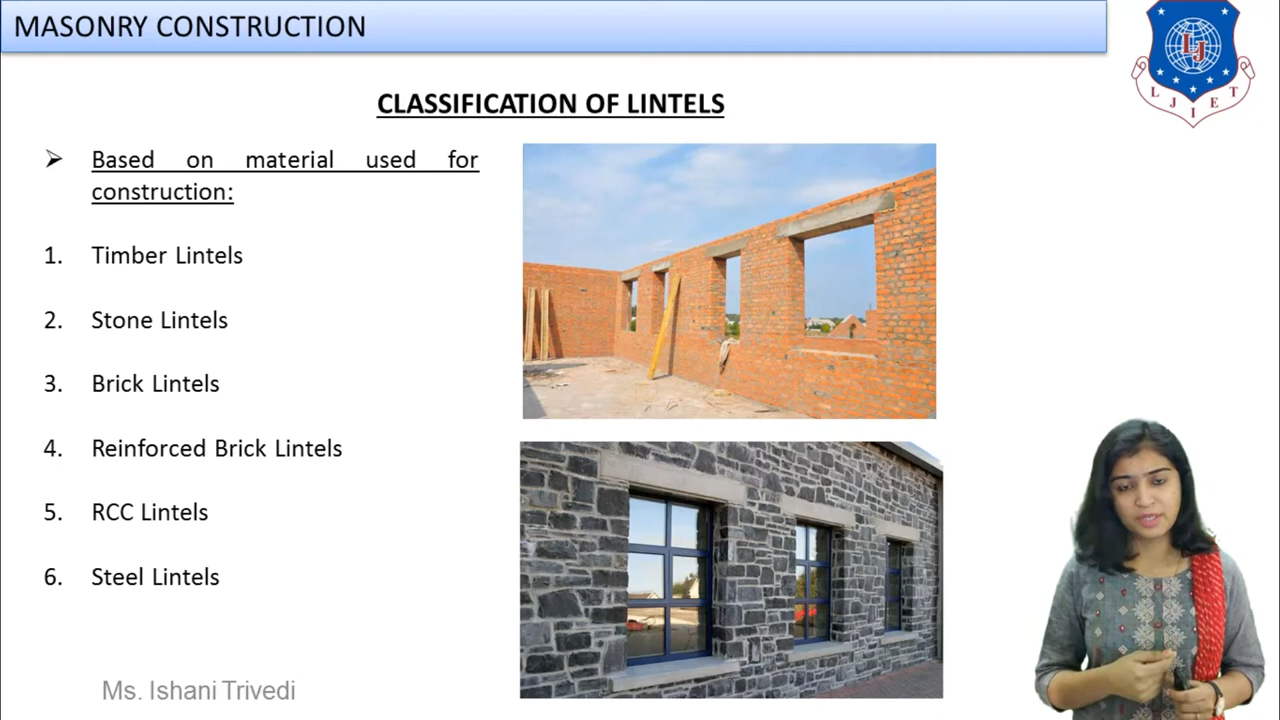 MASONRY CONSTRUCTION
CLASSIFICATION OF LINTELS
Based on material used for
construction:
1. Timber Lintels
2. Stone Lintels
3. Brick Lintels
4. Reinforced Brick Lintels
5. RCC Lintels
6. Steel Lintels
Ms. Ishani Trivedi
LJ
L J I E T